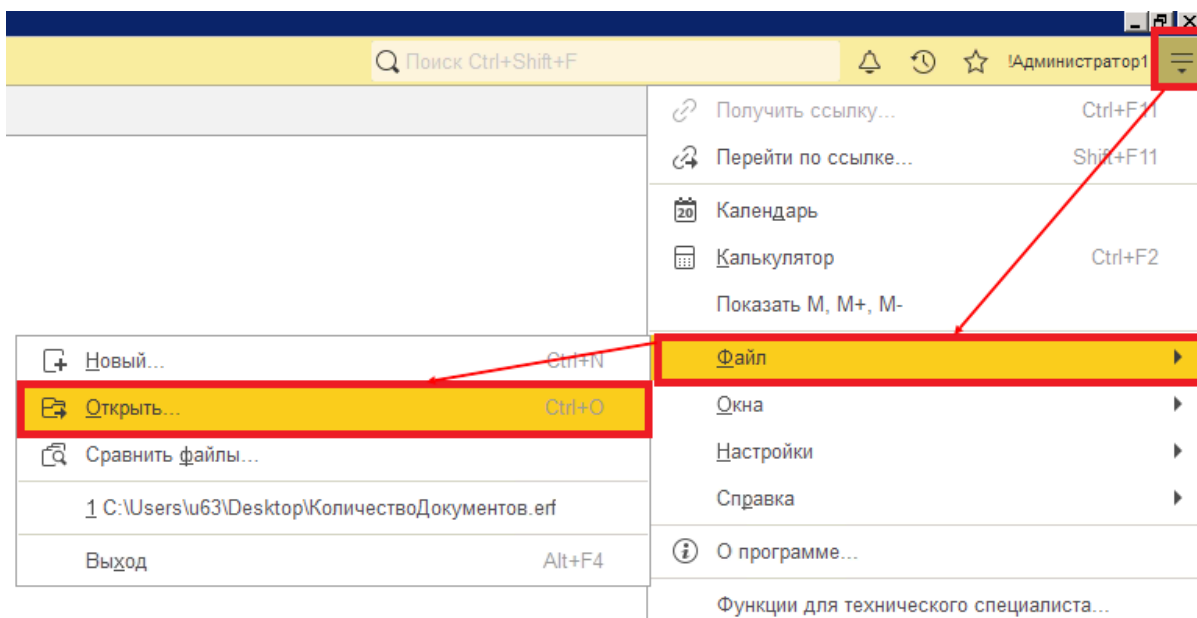 Поиск Ctrl+Shift+F
!Администратор1
Получить ссылку... Ctrl+F11
Перейти по ссылке... Shift+F11
20
Календарь
Калькулятор Ctrl+F2
Показать M, M+, M-
Файл
Окна
Настройки
Справка
О программе...
Функции для технического специалиста...
Новый... Ctrl+N
Открыть... Ctrl+O
Сравнить файлы...
1 C:\Users\u63\Desktop\КоличествоДокументов.erf
Выход Alt+F4